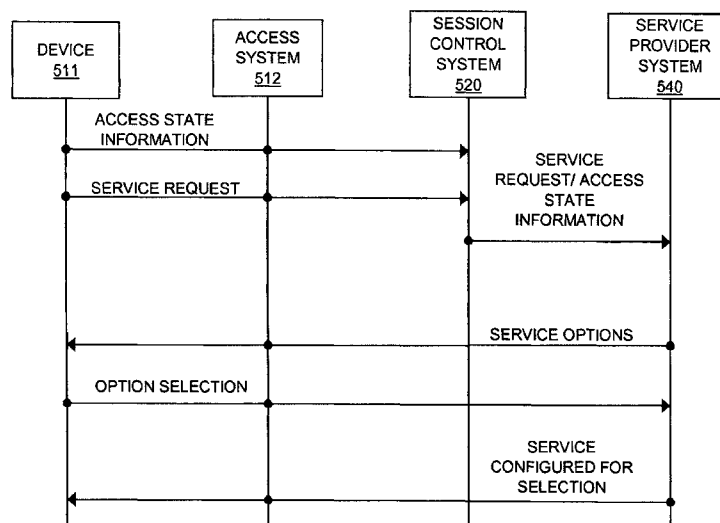 DEVICE
511
ACCESS
SYSTEM
512
SESSION
CONTROL
SYSTEM
520
SERVICE
PROVIDER
SYSTEM
540
ACCESS STATE
INFORMATION
SERVICE REQUEST
SERVICE
REQUEST/ ACCESS
STATE
INFORMATION
SERVICE OPTIONS
OPTION SELECTION
SERVICE
CONFIGURED FOR
SELECTION